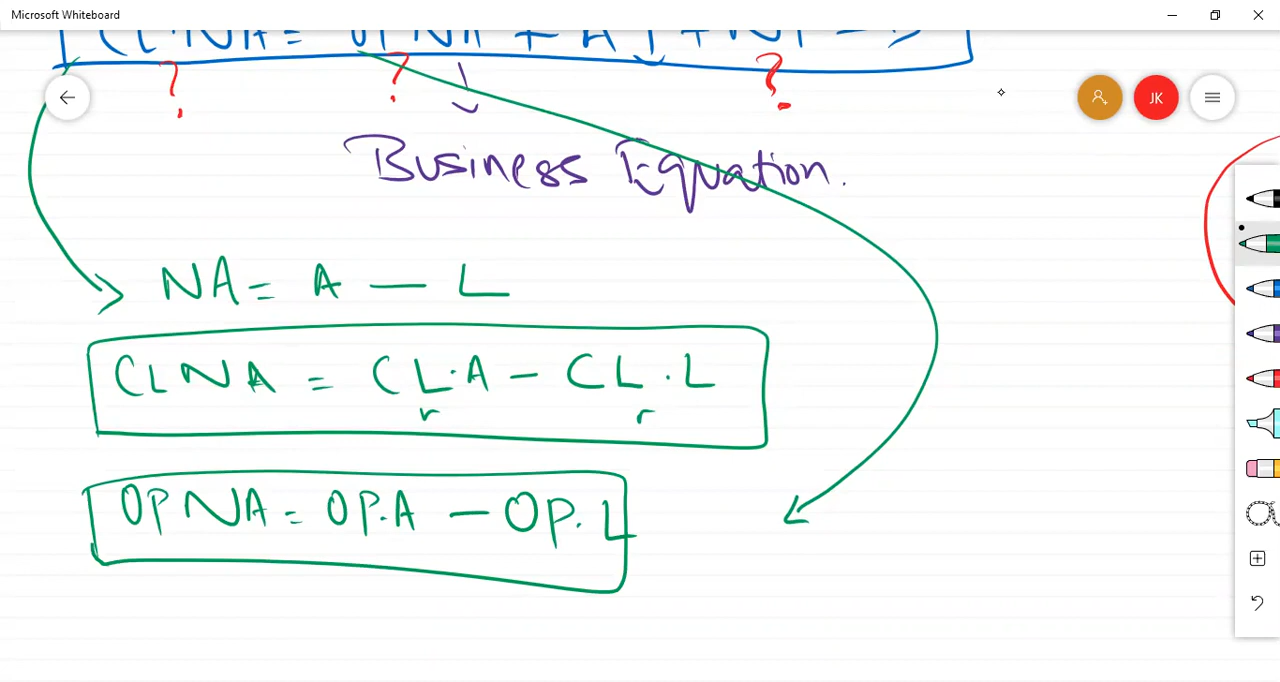 Microsoft Whiteboard
? ? ?
JK
Business Equation.
NA = A — L
CLNA = CL.A - CL.L
r r
OPNA = OP.A - OP.L